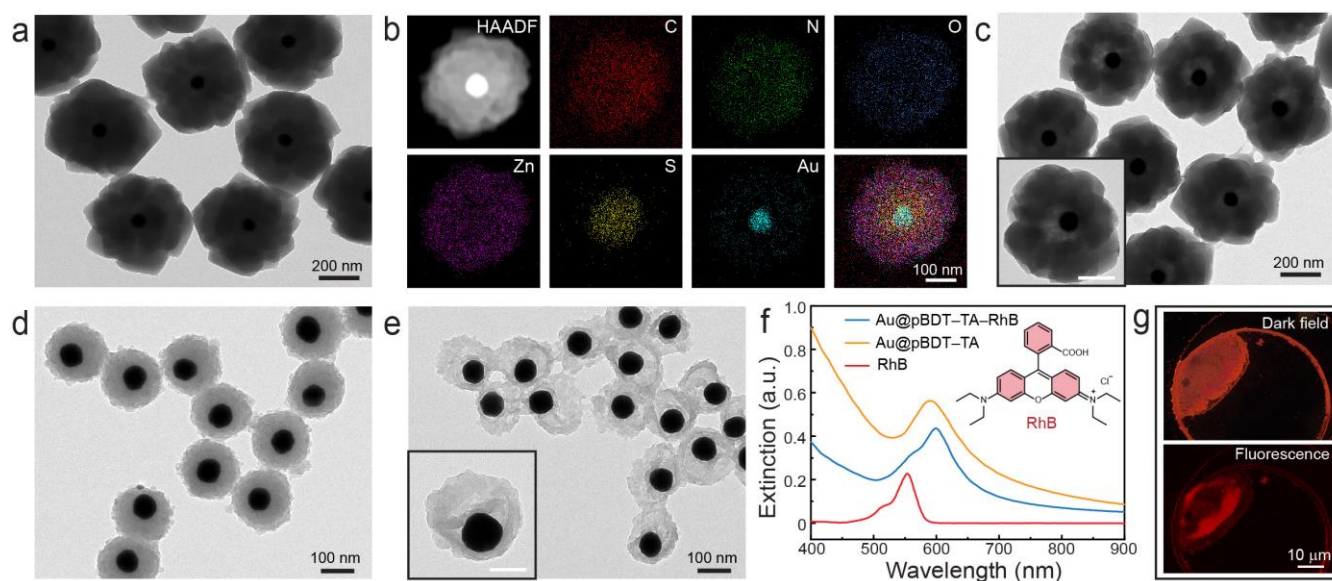 a
200 nm
b
HAADF
C
N
O
Zn
S
Au
100 nm
c
200 nm
d
100 nm
e
100 nm
f
Extinction (a.u.)
1.0
0.8
0.6
0.4
0.2
0
Au@pBDT–TA–RhB
Au@pBDT–TA
RhB
COOH
Cl⁻
N
O
N⁺
RhB
400
500
600
700
800
900
Wavelength (nm)
g
Dark field
Fluorescence
10 µm